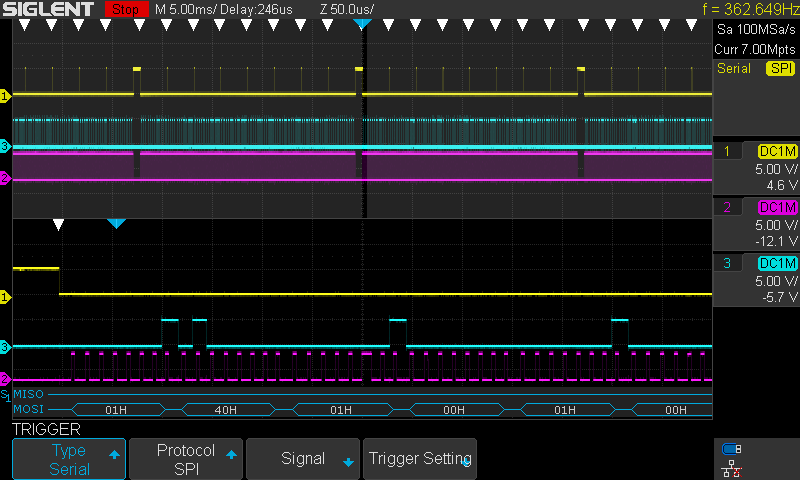 SIGLENT Stop M 5.00ms/ Delay:246us Z 50.0us/ f = 362.649Hz
Sa 100MSa/s
Curr 7.00Mpts
Serial SPI
1
3
2
1 DC1M
5.00 V/
4.6 V
2 DC1M
5.00 V/
-12.1 V
3 DC1M
5.00 V/
-5.7 V
1
3
2
S1 MISO
MOSI 01H 40H 01H 00H 01H 00H
TRIGGER
Type
Serial
Protocol
SPI
Signal
Trigger Setting